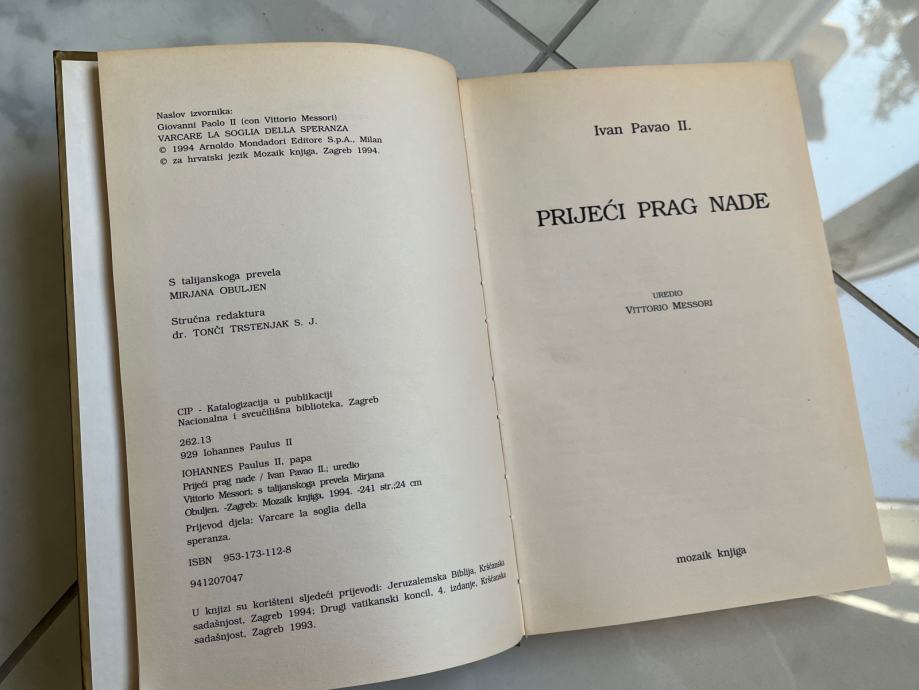 Naslov izvornika:
Giovanni Paolo II (con Vittorio Messori)
VARCARE LA SOGLIA DELLA SPERANZA
© 1994 Arnoldo Mondadori Editore S.p.A., Milan
© za hrvatski jezik Mozaik knjiga, Zagreb 1994.
S talijanskoga prevela
MIRJANA OBULJEN
Stručna redaktura
dr. TONČI TRSTENJAK S. J.
CIP - Katalogizacija u publikaciji
Nacionalna i sveučilišna biblioteka, Zagreb
262.13
929 Iohannes Paulus II
IOHANNES Paulus II, papa
Prijeći prag nade / Ivan Pavao II.; uredio
Vittorio Messori; s talijanskoga prevela Mirjana
Obuljen. -Zagreb: Mozaik knjiga, 1994. -241 str.;24 cm
Prijevod djela: Varcare la soglia della
speranza.
ISBN 953-173-112-8
941207047
U knjizi su korišteni sljedeći prijevodi: Jeruzalemska Biblija, Kršćanska
sadašnjost, Zagreb 1994; Drugi vatikanski koncil, 4. izdanje, Kršćanska
sadašnjost, Zagreb 1993.
Ivan Pavao II.
PRIJEĆI PRAG NADE
UREDIO
VITTORIO MESSORI
mozaik knjiga